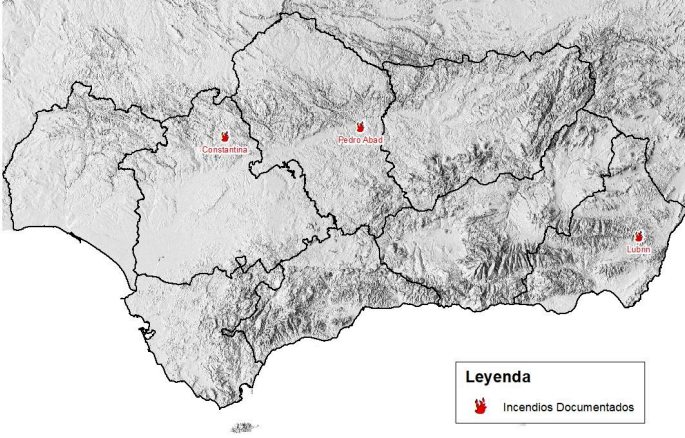 Constantina
Pedro Abad
Lubrín
Leyenda
Incendios Documentados